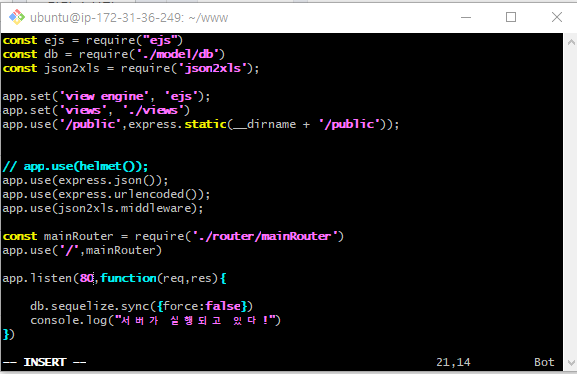 ubuntu@ip-172-31-36-249: ~/www
const ejs = require("ejs")
const db = require('./model/db')
const json2xls = require('json2xls');
app.set('view engine', 'ejs');
app.set('views', './views')
app.use('/public',express.static(__dirname + '/public'));
// app.use(helmet());
app.use(express.json());
app.use(express.urlencoded());
app.use(json2xls.middleware);
const mainRouter = require('./router/mainRouter')
app.use('/',mainRouter)
app.listen(80,function(req,res){
    db.sequelize.sync({force:false})
    console.log("서버가 실행되고 있다!")
})
-- INSERT -- 21,14 Bot